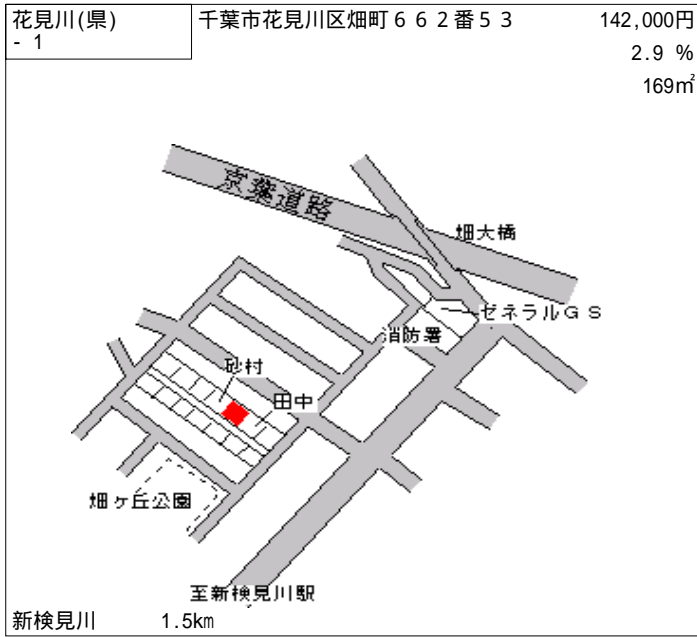 花見川(県)
- 1
千葉市花見川区畑町６６２番５３
142,000円
2.9 %
169㎡
京葉道路
畑大橋
ゼネラルＧＳ
消防署
砂村
田中
畑ヶ丘公園
至新検見川駅
新検見川 1.5km